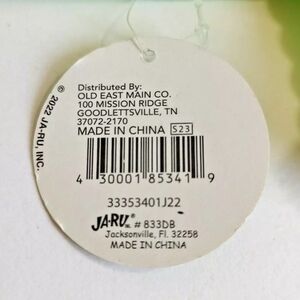 © 2022 JA-RU, INC.
Distributed By:
OLD EAST MAIN CO.
100 MISSION RIDGE
GOODLETTSVILLE, TN
37072-2170
MADE IN CHINA S23
4 30001 85341 9
33353401J22
JA-RU # 833DB
Jacksonville, Fl. 32258
MADE IN CHINA